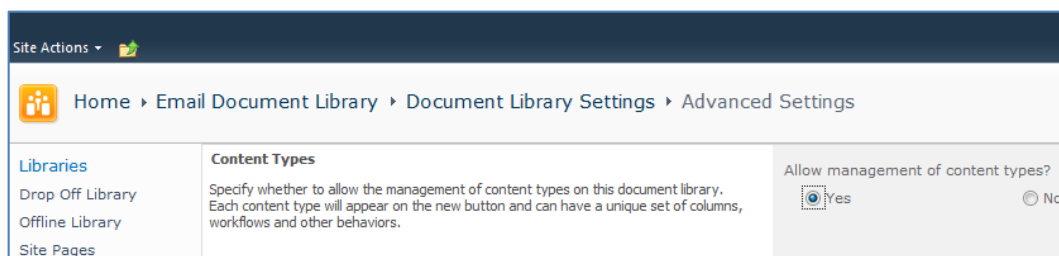 Site Actions
Home ▸ Email Document Library ▸ Document Library Settings ▸ Advanced Settings
Libraries
Drop Off Library
Offline Library
Site Pages
Content Types
Specify whether to allow the management of content types on this document library.
Each content type will appear on the new button and can have a unique set of columns,
workflows and other behaviors.
Allow management of content types?
Yes No